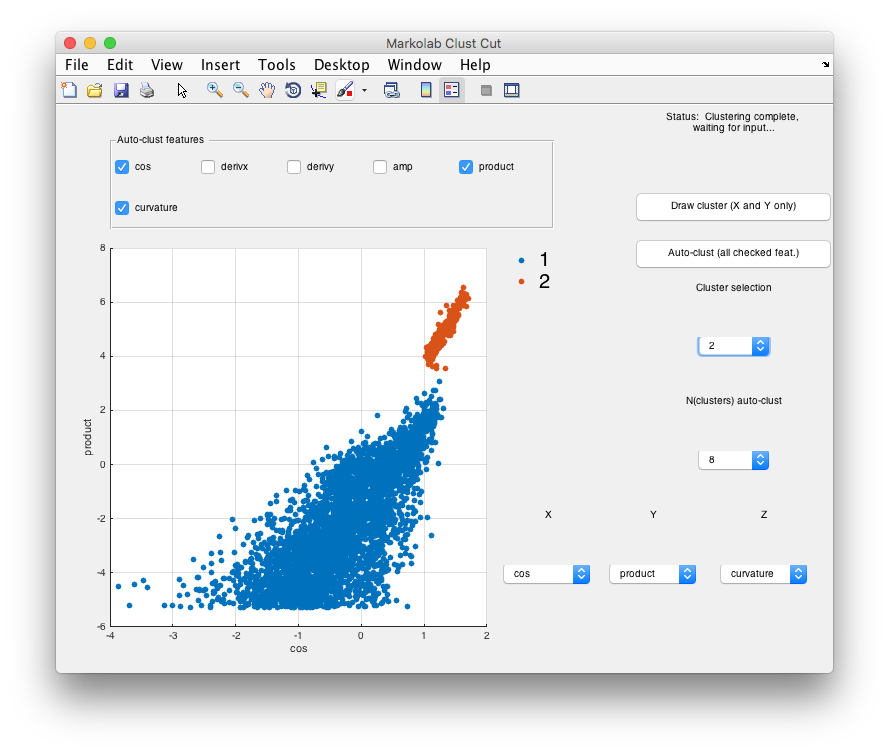 Markolab Clust Cut
File Edit View Insert Tools Desktop Window Help
Status: Clustering complete,
waiting for input...
Auto-clust features
cos derivx derivy amp product
curvature
Draw cluster (X and Y only)
Auto-clust (all checked feat.)
Cluster selection
2
N(clusters) auto-clust
8
X Y Z
cos product curvature
1
2
8
6
4
2
0
-2
-4
-6
product
-4 -3 -2 -1 0 1 2
cos